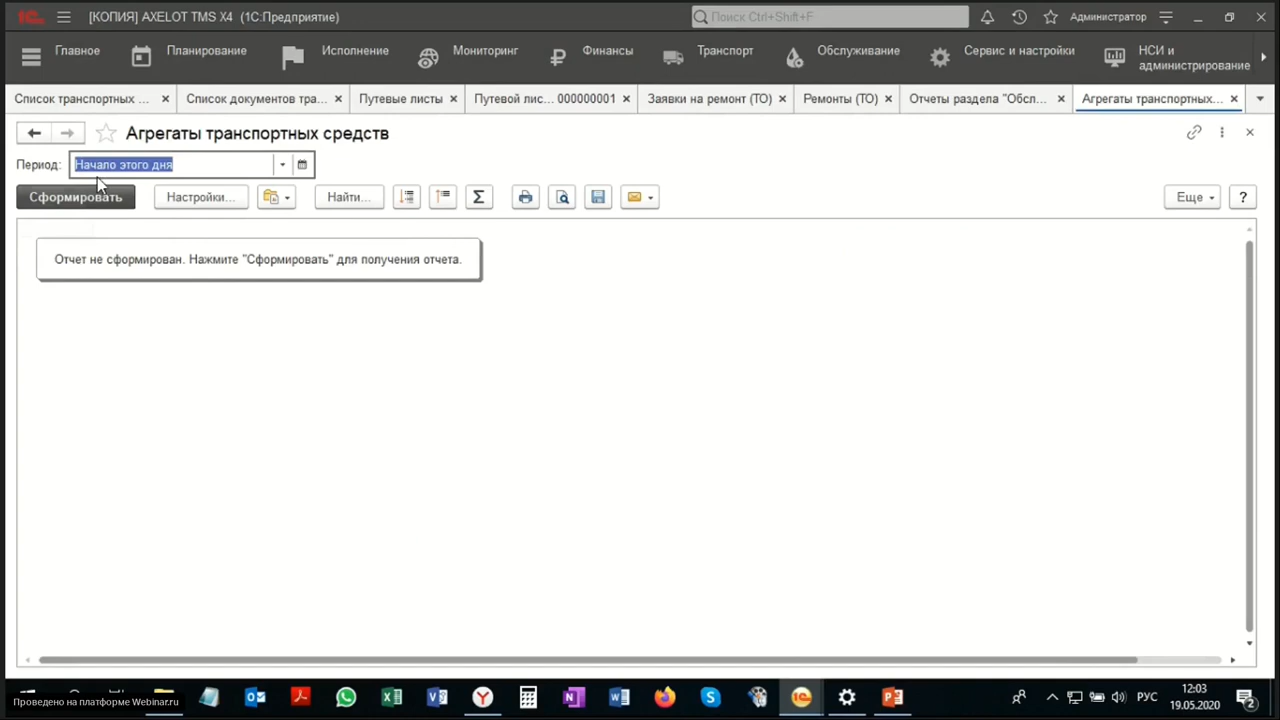 [КОПИЯ] AXELOT TMS X4 (1С:Предприятие)
Поиск Ctrl+Shift+F
Администратор
Главное
Планирование
Исполнение
Мониторинг
Финансы
Транспорт
Обслуживание
Сервис и настройки
НСИ и
администрирование
Список транспортных ...
Список документов тра...
Путевые листы
Путевой лис... 000000001
Заявки на ремонт (ТО)
Ремонты (ТО)
Отчеты раздела "Обсл...
Агрегаты транспортных...
Агрегаты транспортных средств
Период: Начало этого дня
Сформировать
Настройки...
Найти...
Еще
?
Отчет не сформирован. Нажмите "Сформировать" для получения отчета.
Проведено на платформе Webinar.ru
РУС
12:03
19.05.2020
2